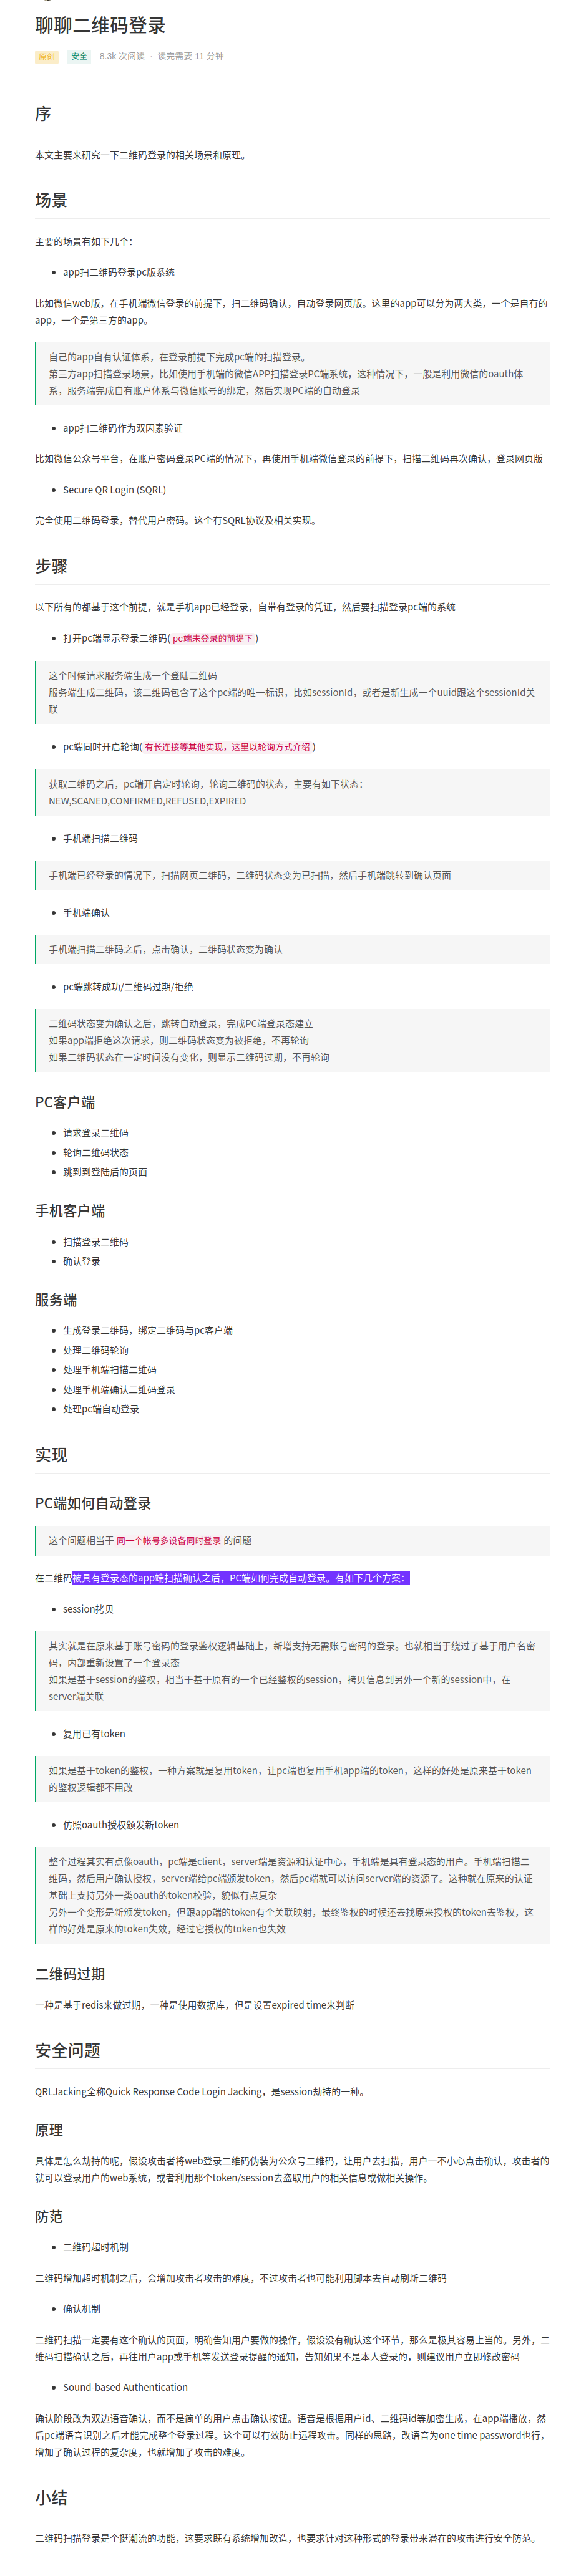 聊聊二维码登录
原创 安全 8.3k 次阅读 · 读完需要 11 分钟
序
本文主要来研究一下二维码登录的相关场景和原理。
场景
主要的场景有如下几个：
app扫二维码登录pc版系统
比如微信web版，在手机端微信登录的前提下，扫二维码确认，自动登录网页版。这里的app可以分为两大类，一个是自有的
app，一个是第三方的app。
自己的app自有认证体系，在登录前提下完成pc端的扫描登录。
第三方app扫描登录场景，比如使用手机端的微信APP扫描登录PC端系统，这种情况下，一般是利用微信的oauth体
系，服务端完成自有账户体系与微信账号的绑定，然后实现PC端的自动登录
app扫二维码作为双因素验证
比如微信公众号平台，在账户密码登录PC端的情况下，再使用手机端微信登录的前提下，扫描二维码再次确认，登录网页版
Secure QR Login (SQRL)
完全使用二维码登录，替代用户密码。这个有SQRL协议及相关实现。
步骤
以下所有的都基于这个前提，就是手机app已经登录，自带有登录的凭证，然后要扫描登录pc端的系统
打开pc端显示登录二维码( pc端未登录的前提下 )
这个时候请求服务端生成一个登陆二维码
服务端生成二维码，该二维码包含了这个pc端的唯一标识，比如sessionId，或者是新生成一个uuid跟这个sessionId关
联
pc端同时开启轮询( 有长连接等其他实现，这里以轮询方式介绍 )
获取二维码之后，pc端开启定时轮询，轮询二维码的状态，主要有如下状态：
NEW,SCANED,CONFIRMED,REFUSED,EXPIRED
手机端扫描二维码
手机端已经登录的情况下，扫描网页二维码，二维码状态变为已扫描，然后手机端跳转到确认页面
手机端确认
手机端扫描二维码之后，点击确认，二维码状态变为确认
pc端跳转成功/二维码过期/拒绝
二维码状态变为确认之后，跳转自动登录，完成PC端登录态建立
如果app端拒绝这次请求，则二维码状态变为被拒绝，不再轮询
如果二维码状态在一定时间没有变化，则显示二维码过期，不再轮询
PC客户端
请求登录二维码
轮询二维码状态
跳到到登陆后的页面
手机客户端
扫描登录二维码
确认登录
服务端
生成登录二维码，绑定二维码与pc客户端
处理二维码轮询
处理手机端扫描二维码
处理手机端确认二维码登录
处理pc端自动登录
实现
PC端如何自动登录
这个问题相当于 同一个帐号多设备同时登录 的问题
在二维码被具有登录态的app端扫描确认之后，PC端如何完成自动登录。有如下几个方案：
session拷贝
其实就是在原来基于账号密码的登录鉴权逻辑基础上，新增支持无需账号密码的登录。也就相当于绕过了基于用户名密
码，内部重新设置了一个登录态
如果是基于session的鉴权，相当于基于原有的一个已经鉴权的session，拷贝信息到另外一个新的session中，在
server端关联
复用已有token
如果是基于token的鉴权，一种方案就是复用token，让pc端也复用手机app端的token，这样的好处是原来基于token
的鉴权逻辑都不用改
仿照oauth授权颁发新token
整个过程其实有点像oauth，pc端是client，server端是资源和认证中心，手机端是具有登录态的用户。手机端扫描二
维码，然后用户确认授权，server端给pc端颁发token，然后pc端就可以访问server端的资源了。这种就在原来的认证
基础上支持另外一类oauth的token校验，貌似有点复杂
另外一个变形是新颁发token，但跟app端的token有个关联映射，最终鉴权的时候还去找原来授权的token去鉴权，这
样的好处是原来的token失效，经过它授权的token也失效
二维码过期
一种是基于redis来做过期，一种是使用数据库，但是设置expired time来判断
安全问题
QRLJacking全称Quick Response Code Login Jacking，是session劫持的一种。
原理
具体是怎么劫持的呢，假设攻击者将web登录二维码伪装为公众号二维码，让用户去扫描，用户一不小心点击确认，攻击者的
就可以登录用户的web系统，或者利用那个token/session去盗取用户的相关信息或做相关操作。
防范
二维码超时机制
二维码增加超时机制之后，会增加攻击者攻击的难度，不过攻击者也可能利用脚本去自动刷新二维码
确认机制
二维码扫描一定要有这个确认的页面，明确告知用户要做的操作，假设没有确认这个环节，那么是极其容易上当的。另外，二
维码扫描确认之后，再往用户app或手机等发送登录提醒的通知，告知如果不是本人登录的，则建议用户立即修改密码
Sound-based Authentication
确认阶段改为双边语音确认，而不是简单的用户点击确认按钮。语音是根据用户id、二维码id等加密生成，在app端播放，然
后pc端语音识别之后才能完成整个登录过程。这个可以有效防止远程攻击。同样的思路，改语音为one time password也行，
增加了确认过程的复杂度，也就增加了攻击的难度。
小结
二维码扫描登录是个挺潮流的功能，这要求既有系统增加改造，也要求针对这种形式的登录带来潜在的攻击进行安全防范。